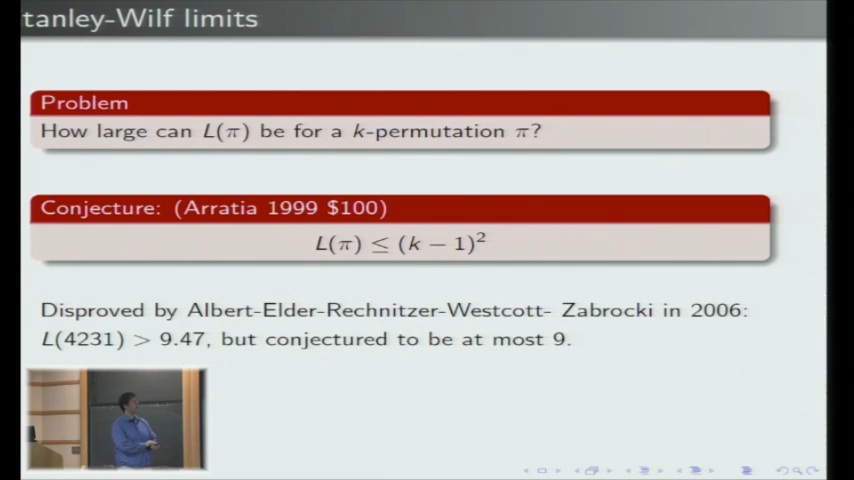 tanley-Wilf limits
Problem
How large can L(π) be for a k-permutation π?
Conjecture: (Arratia 1999 $100)
L(π) ≤ (k − 1)²
Disproved by Albert-Elder-Rechnitzer-Westcott- Zabrocki in 2006:
L(4231) > 9.47, but conjectured to be at most 9.